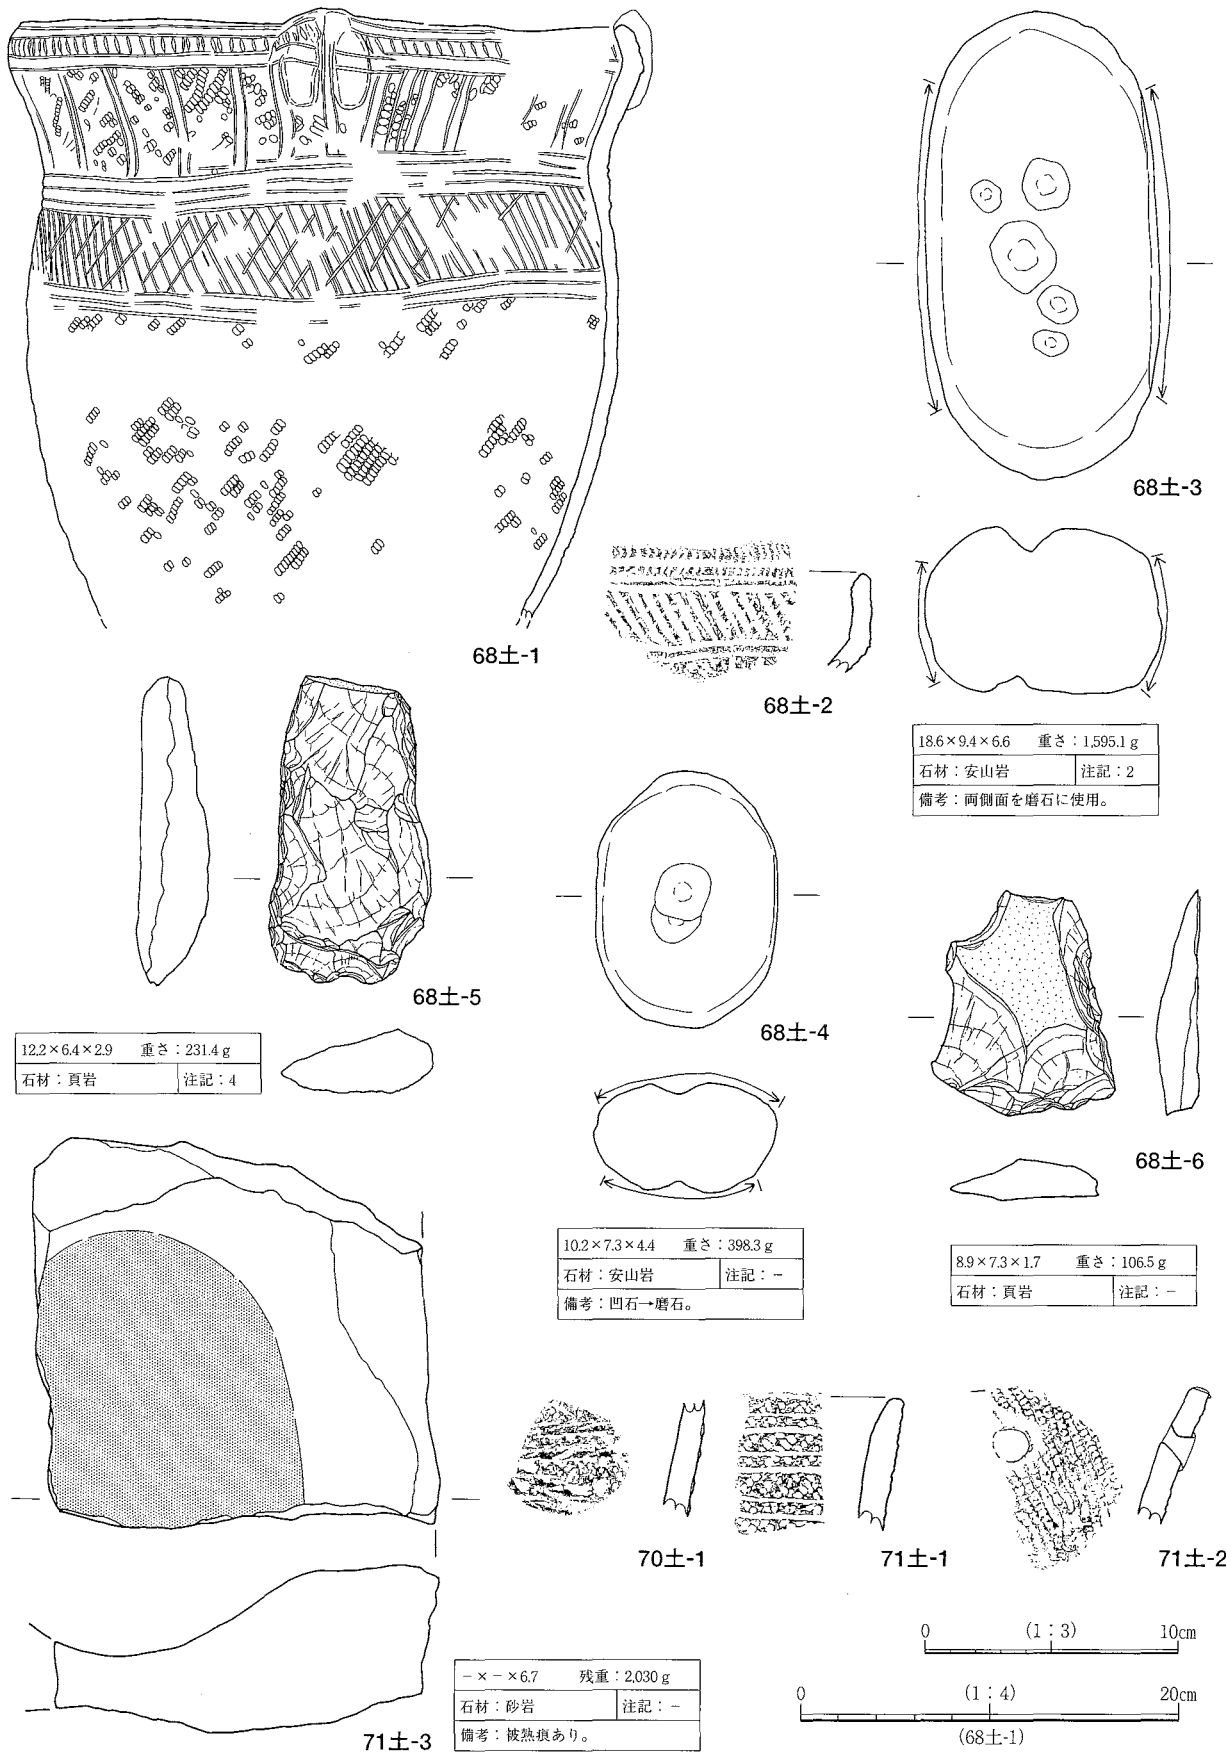 68土-1
68土-2
68土-3
18.6×9.4×6.6 重さ：1,595.1g
石材：安山岩 注記：2
備考：両側面を磨石に使用。
68土-5
12.2×6.4×2.9 重さ：231.4g
石材：頁岩 注記：4
68土-4
10.2×7.3×4.4 重さ：398.3g
石材：安山岩 注記：−
備考：凹石→磨石。
68土-6
8.9×7.3×1.7 重さ：106.5g
石材：頁岩 注記：−
70土-1
71土-1
71土-2
71土-3
−×−×6.7 残重：2,030g
石材：砂岩 注記：−
備考：被熱痕あり。
0 (1：3) 10cm
0 (1：4) 20cm
(68土-1)